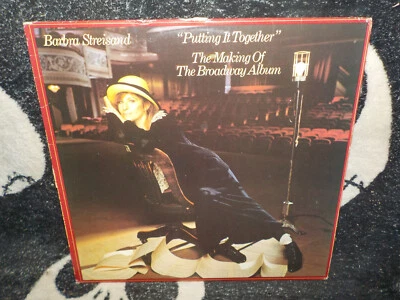 Barbra Streisand
"Putting It Together"
The Making Of
The Broadway Album